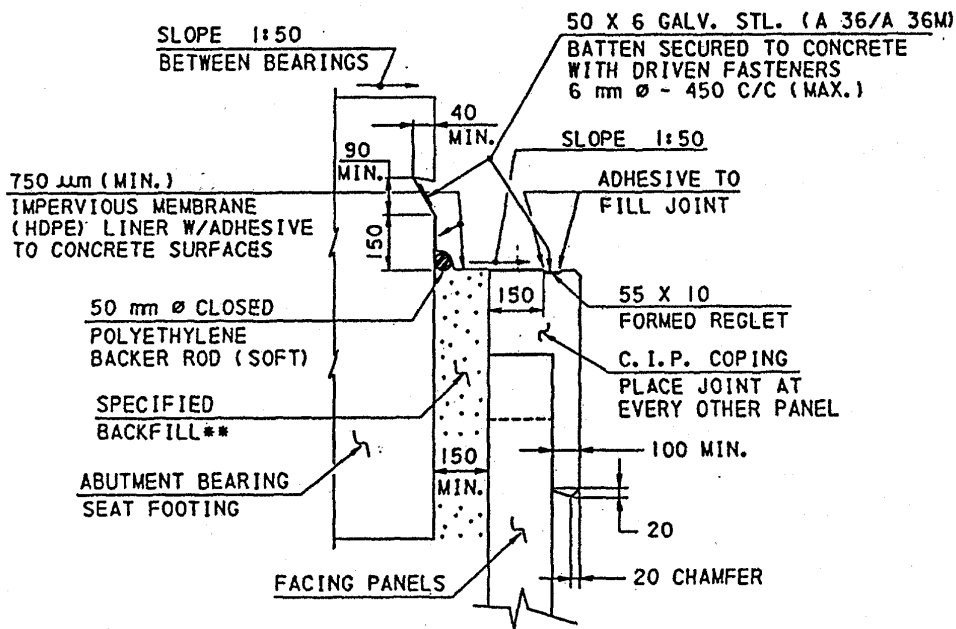 SLOPE 1:50
BETWEEN BEARINGS
50 X 6 GALV. STL. (A 36/A 36M)
BATTEN SECURED TO CONCRETE
WITH DRIVEN FASTENERS
6 mm Ø - 450 C/C (MAX.)
40
MIN.
90
MIN.
SLOPE 1:50
750 µm (MIN.)
IMPERVIOUS MEMBRANE
(HDPE) LINER W/ADHESIVE
TO CONCRETE SURFACES
150
ADHESIVE TO
FILL JOINT
150
50 mm Ø CLOSED
POLYETHYLENE
BACKER ROD (SOFT)
55 X 10
FORMED REGLET
C.I.P. COPING
PLACE JOINT AT
EVERY OTHER PANEL
SPECIFIED
BACKFILL**
150
MIN.
100 MIN.
ABUTMENT BEARING
SEAT FOOTING
20
FACING PANELS
20 CHAMFER